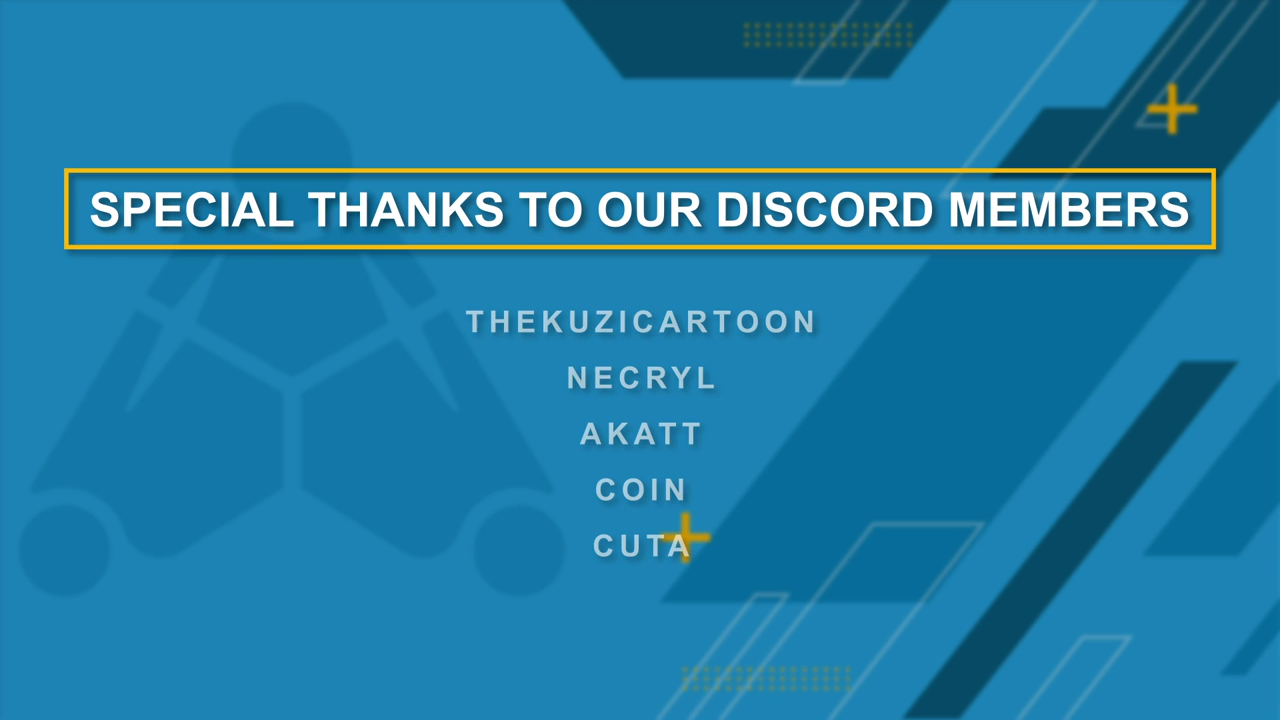 SPECIAL THANKS TO OUR DISCORD MEMBERS
THEKUZICARTOON
NECRYL
AKATT
COIN
CUTA